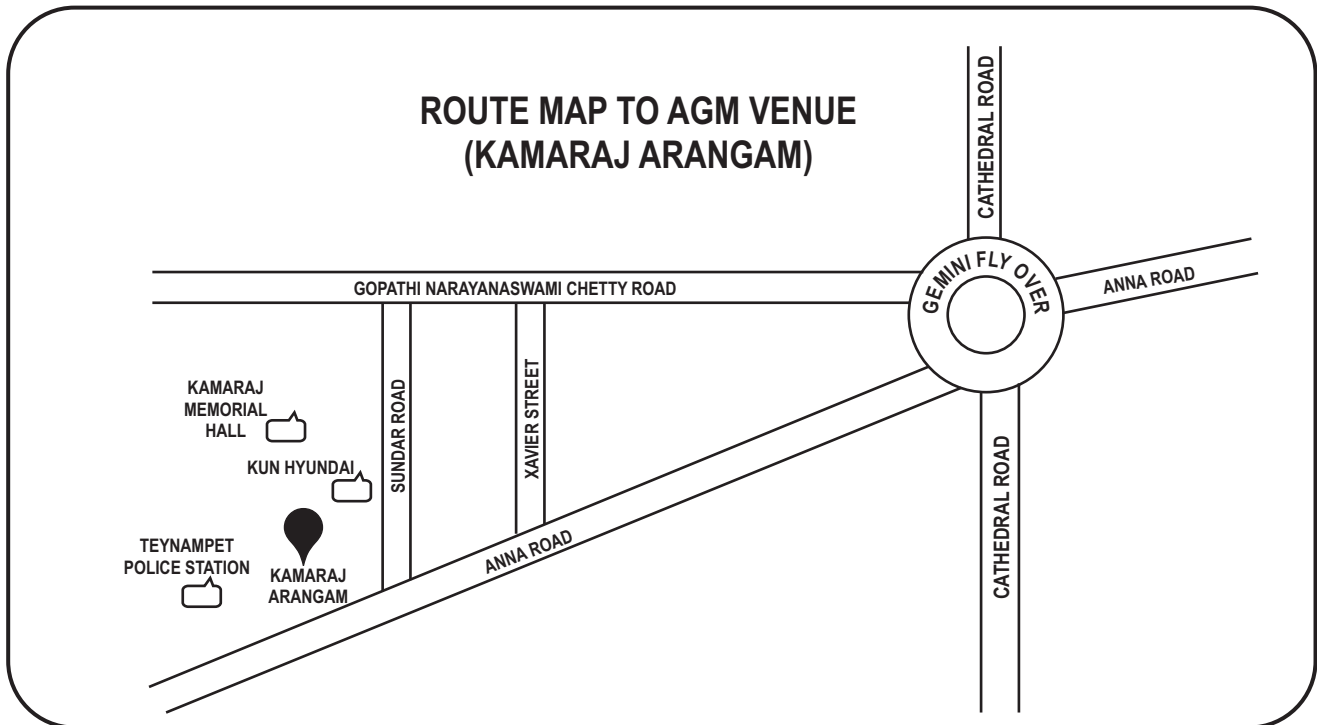 ROUTE MAP TO AGM VENUE
(KAMARAJ ARANGAM)
CATHEDRAL ROAD
GEMINI FLY OVER
ANNA ROAD
GOPATHI NARAYANASWAMI CHETTY ROAD
SUNDAR ROAD
XAVIER STREET
KAMARAJ
MEMORIAL
HALL
KUN HYUNDAI
TEYNAMPET
POLICE STATION
KAMARAJ
ARANGAM
ANNA ROAD
CATHEDRAL ROAD